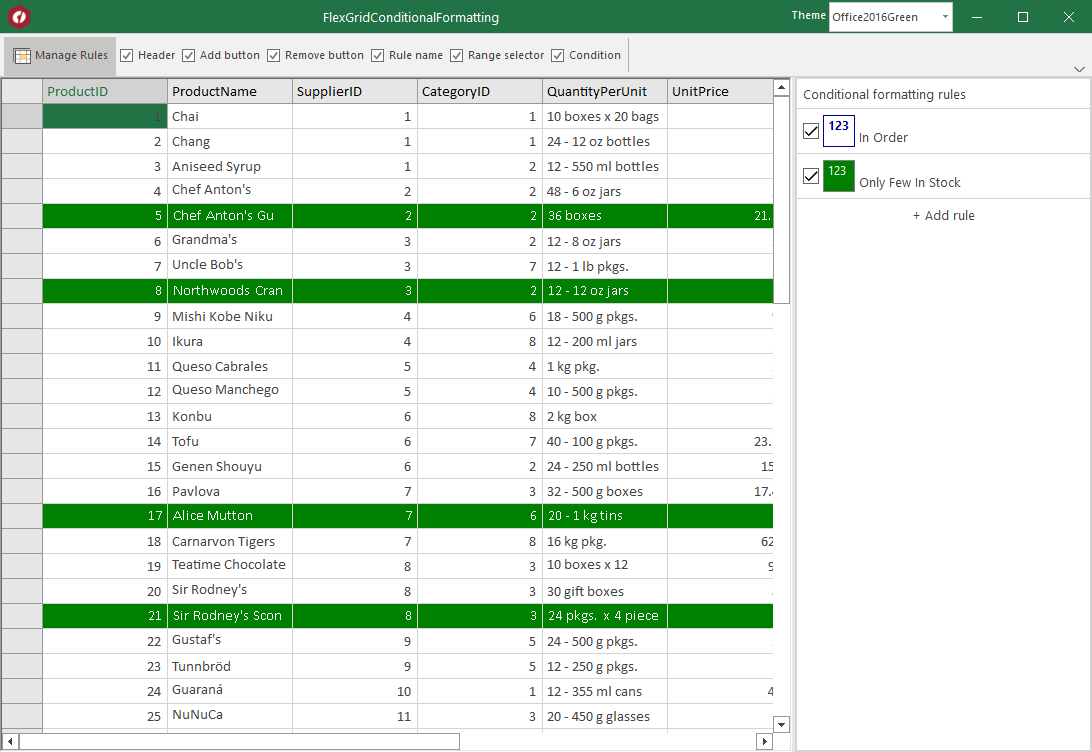 FlexGridConditionalFormatting Theme Office2016Green
Manage Rules Header Add button Remove button Rule name Range selector Condition
ProductID ProductName SupplierID CategoryID QuantityPerUnit UnitPrice
1 Chai 1 1 10 boxes x 20 bags
2 Chang 1 1 24 - 12 oz bottles
3 Aniseed Syrup 1 2 12 - 550 ml bottles
4 Chef Anton's 2 2 48 - 6 oz jars
5 Chef Anton's Gu 2 2 36 boxes 21.
6 Grandma's 3 2 12 - 8 oz jars
7 Uncle Bob's 3 7 12 - 1 lb pkgs.
8 Northwoods Cran 3 2 12 - 12 oz jars
9 Mishi Kobe Niku 4 6 18 - 500 g pkgs.
10 Ikura 4 8 12 - 200 ml jars
11 Queso Cabrales 5 4 1 kg pkg.
12 Queso Manchego 5 4 10 - 500 g pkgs.
13 Konbu 6 8 2 kg box
14 Tofu 6 7 40 - 100 g pkgs. 23.
15 Genen Shouyu 6 2 24 - 250 ml bottles 15
16 Pavlova 7 3 32 - 500 g boxes 17.
17 Alice Mutton 7 6 20 - 1 kg tins
18 Carnarvon Tigers 7 8 16 kg pkg. 62
19 Teatime Chocolate 8 3 10 boxes x 12 9
20 Sir Rodney's 8 3 30 gift boxes
21 Sir Rodney's Scon 8 3 24 pkgs. x 4 piece
22 Gustaf's 9 5 24 - 500 g pkgs.
23 Tunnbröd 9 5 12 - 250 g pkgs.
24 Guaraná 10 1 12 - 355 ml cans 4
25 NuNuCa 11 3 20 - 450 g glasses
Conditional formatting rules
123 In Order
123 Only Few In Stock
+ Add rule